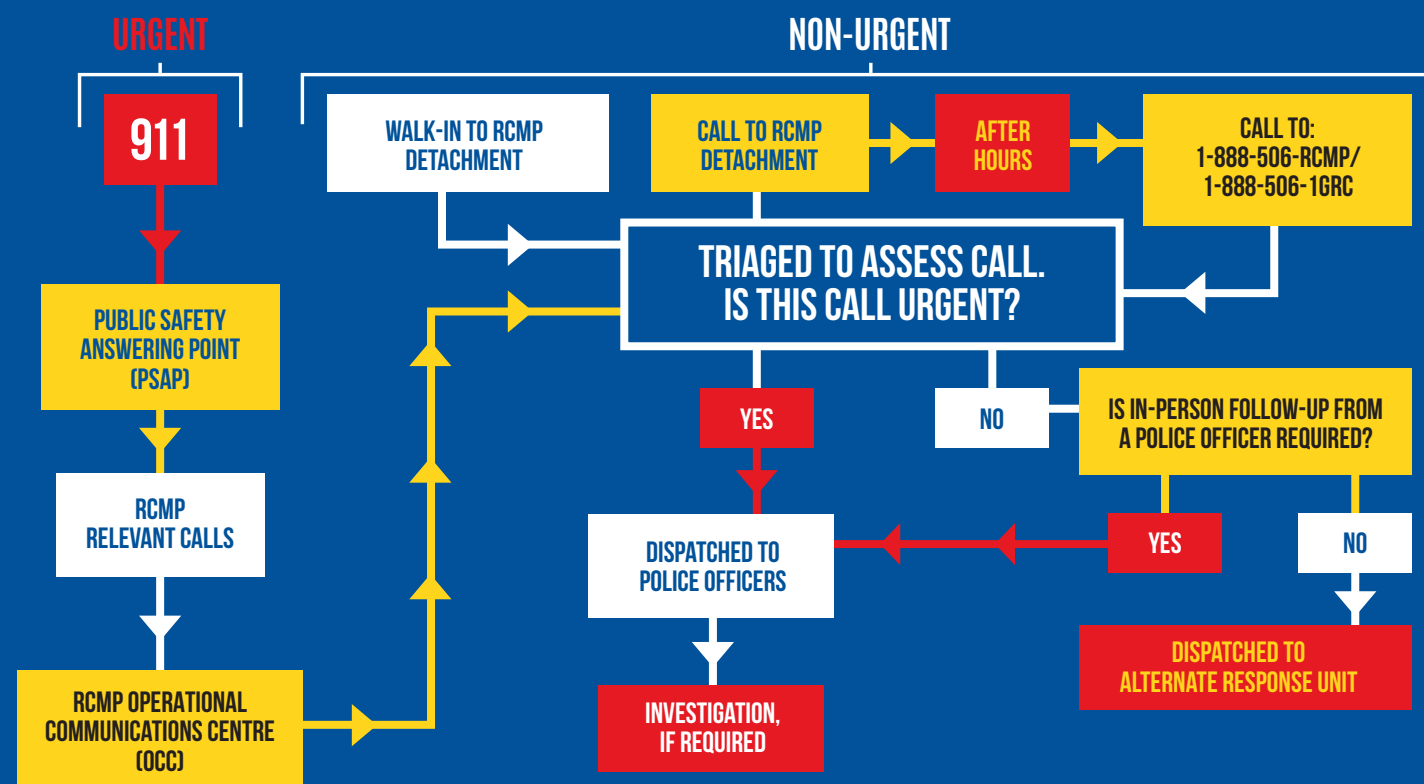 URGENT
NON-URGENT
911
WALK-IN TO RCMP
DETACHMENT
CALL TO RCMP
DETACHMENT
AFTER
HOURS
CALL TO:
1-888-506-RCMP/
1-888-506-1GRC
TRIAGED TO ASSESS CALL.
IS THIS CALL URGENT?
PUBLIC SAFETY
ANSWERING POINT
(PSAP)
YES
NO
IS IN-PERSON FOLLOW-UP FROM
A POLICE OFFICER REQUIRED?
RCMP
RELEVANT CALLS
DISPATCHED TO
POLICE OFFICERS
YES
NO
DISPATCHED TO
ALTERNATE RESPONSE UNIT
RCMP OPERATIONAL
COMMUNICATIONS CENTRE
(OCC)
INVESTIGATION,
IF REQUIRED